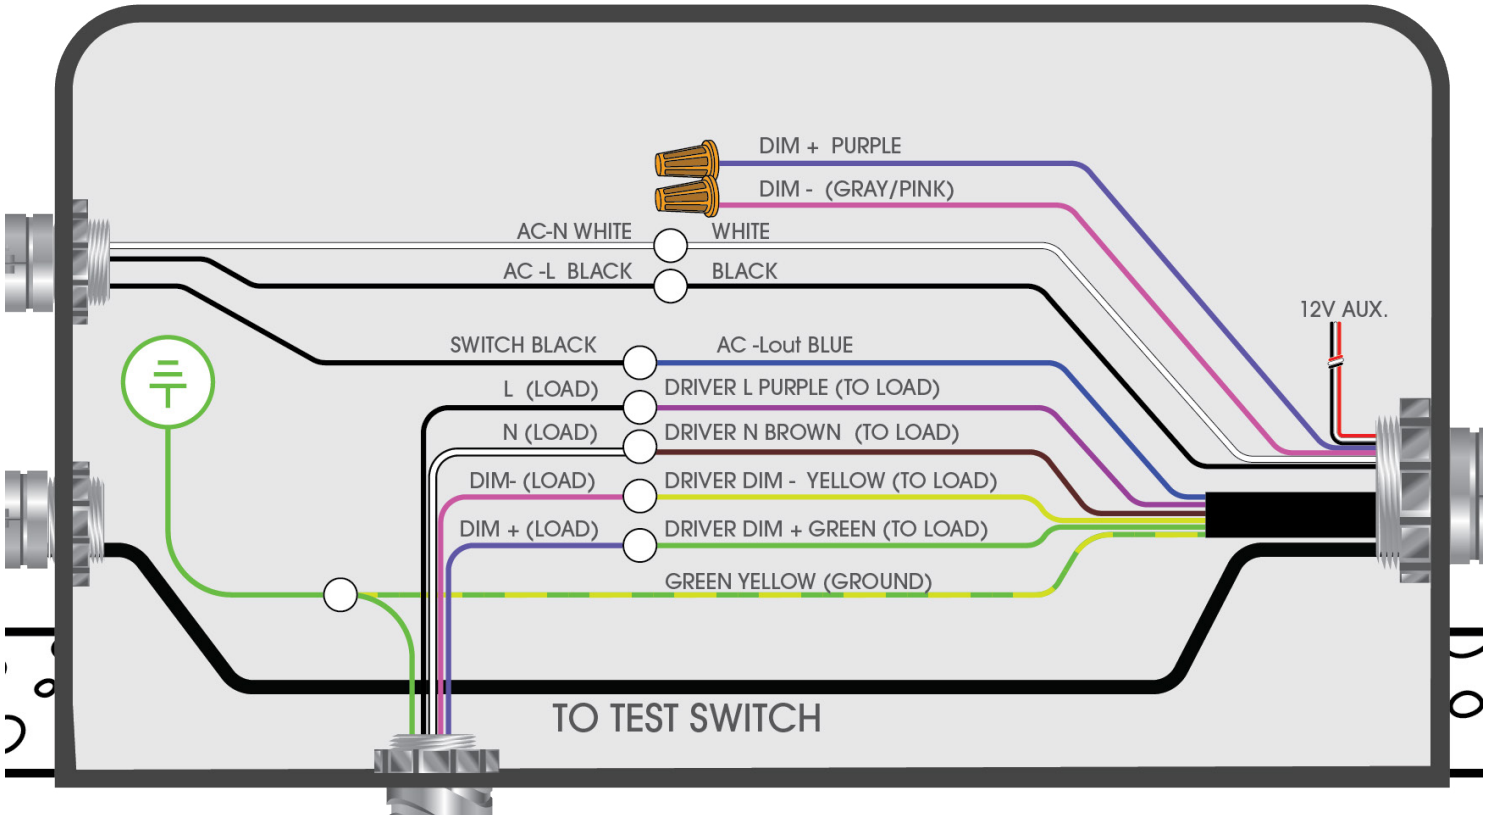 DIM + PURPLE
DIM - (GRAY/PINK)
AC-N WHITE
WHITE
AC -L BLACK
BLACK
12V AUX.
SWITCH BLACK
AC -Lout BLUE
L (LOAD)
DRIVER L PURPLE (TO LOAD)
N (LOAD)
DRIVER N BROWN (TO LOAD)
DIM- (LOAD)
DRIVER DIM - YELLOW (TO LOAD)
DIM + (LOAD)
DRIVER DIM + GREEN (TO LOAD)
GREEN YELLOW (GROUND)
TO TEST SWITCH